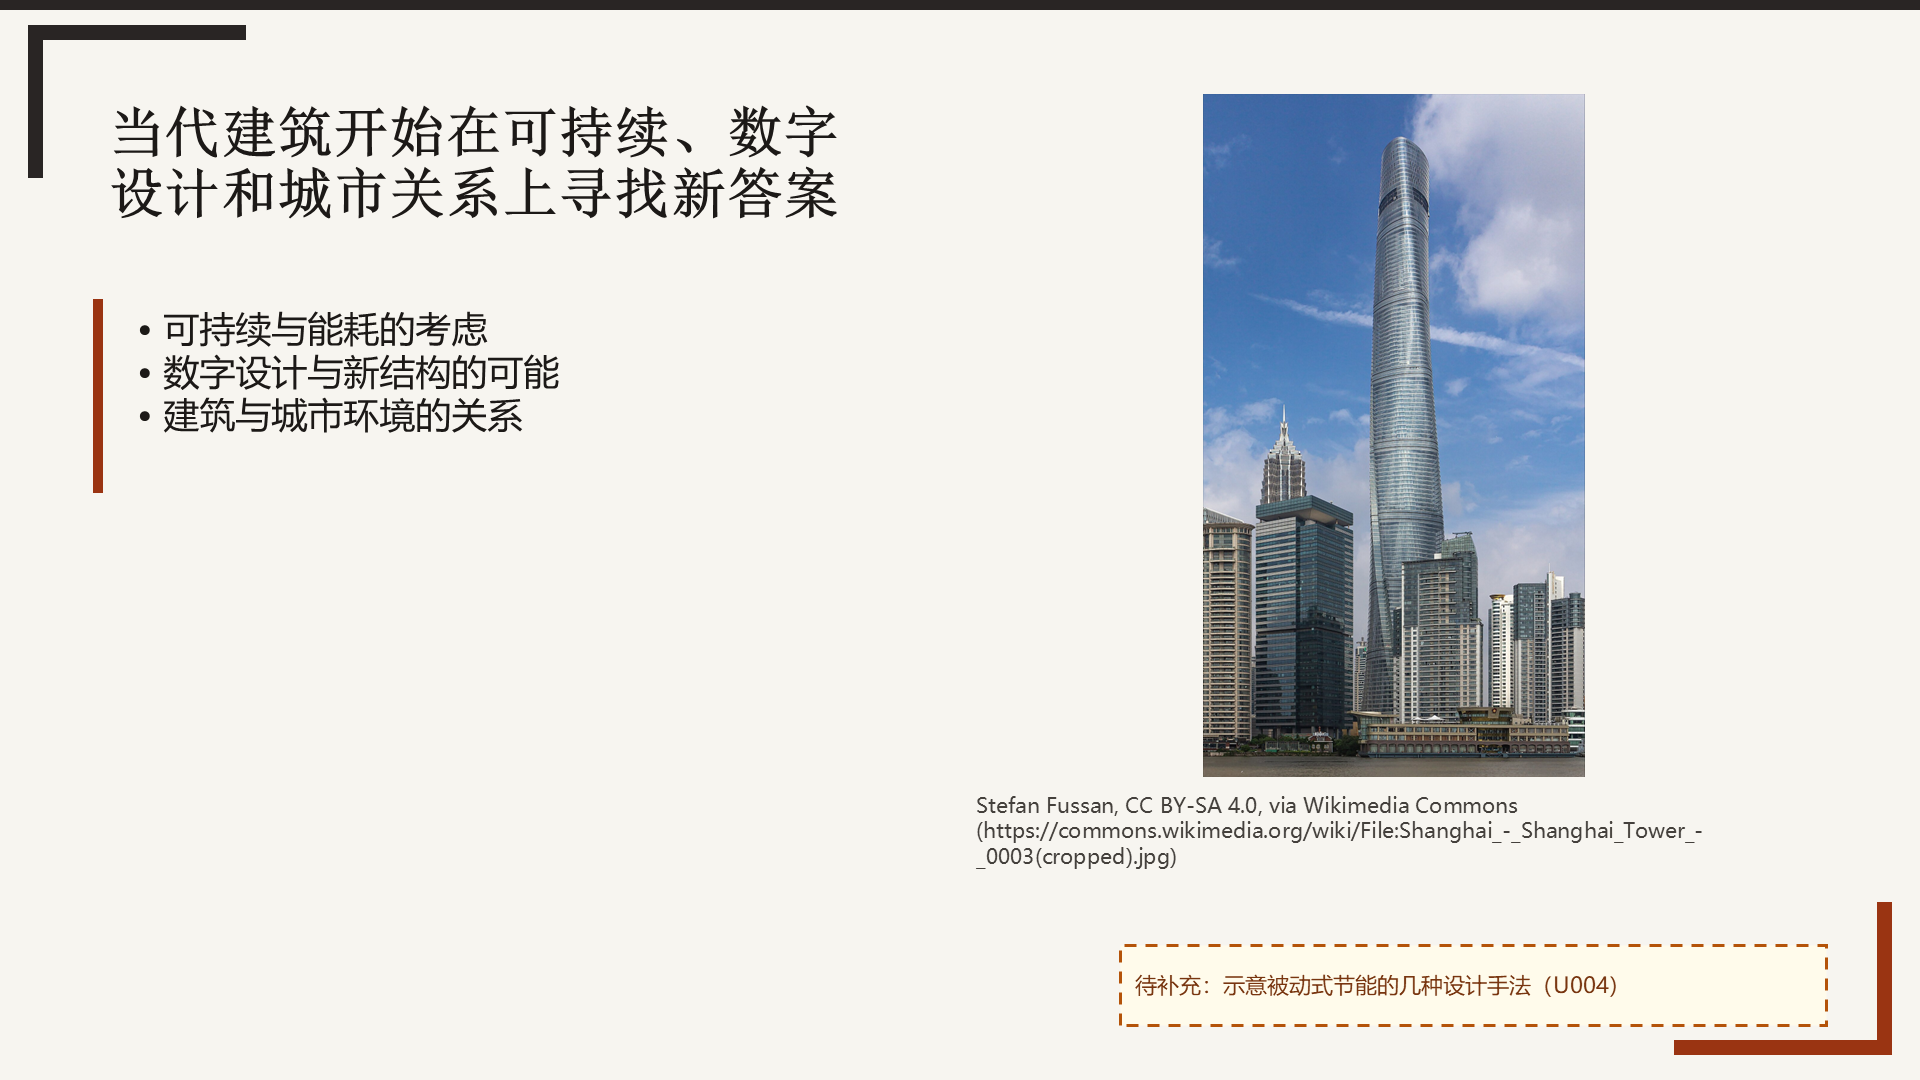 当代建筑开始在可持续、数字
设计和城市关系上寻找新答案
• 可持续与能耗的考虑
• 数字设计与新结构的可能
• 建筑与城市环境的关系
Stefan Fussan, CC BY-SA 4.0, via Wikimedia Commons
(https://commons.wikimedia.org/wiki/File:Shanghai_-_Shanghai_Tower_-
_0003(cropped).jpg)
待补充：示意被动式节能的几种设计手法（U004）